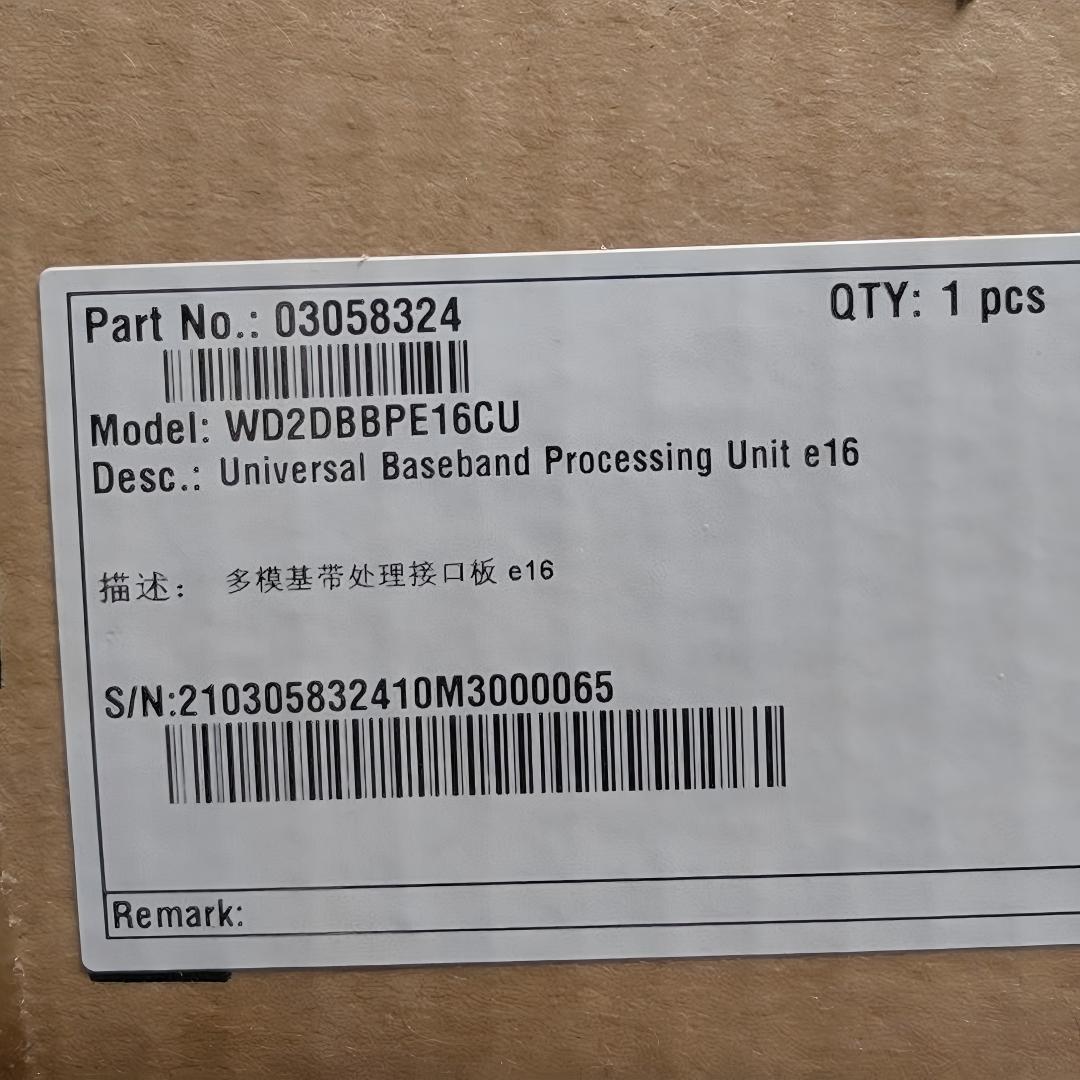 Part No.: 03058324
QTY: 1 pcs
Model: WD2DBBPE16CU
Desc.: Universal Baseband Processing Unit e16
描述: 多模基带处理接口板 e16
S/N:210305832410M3000065
Remark: